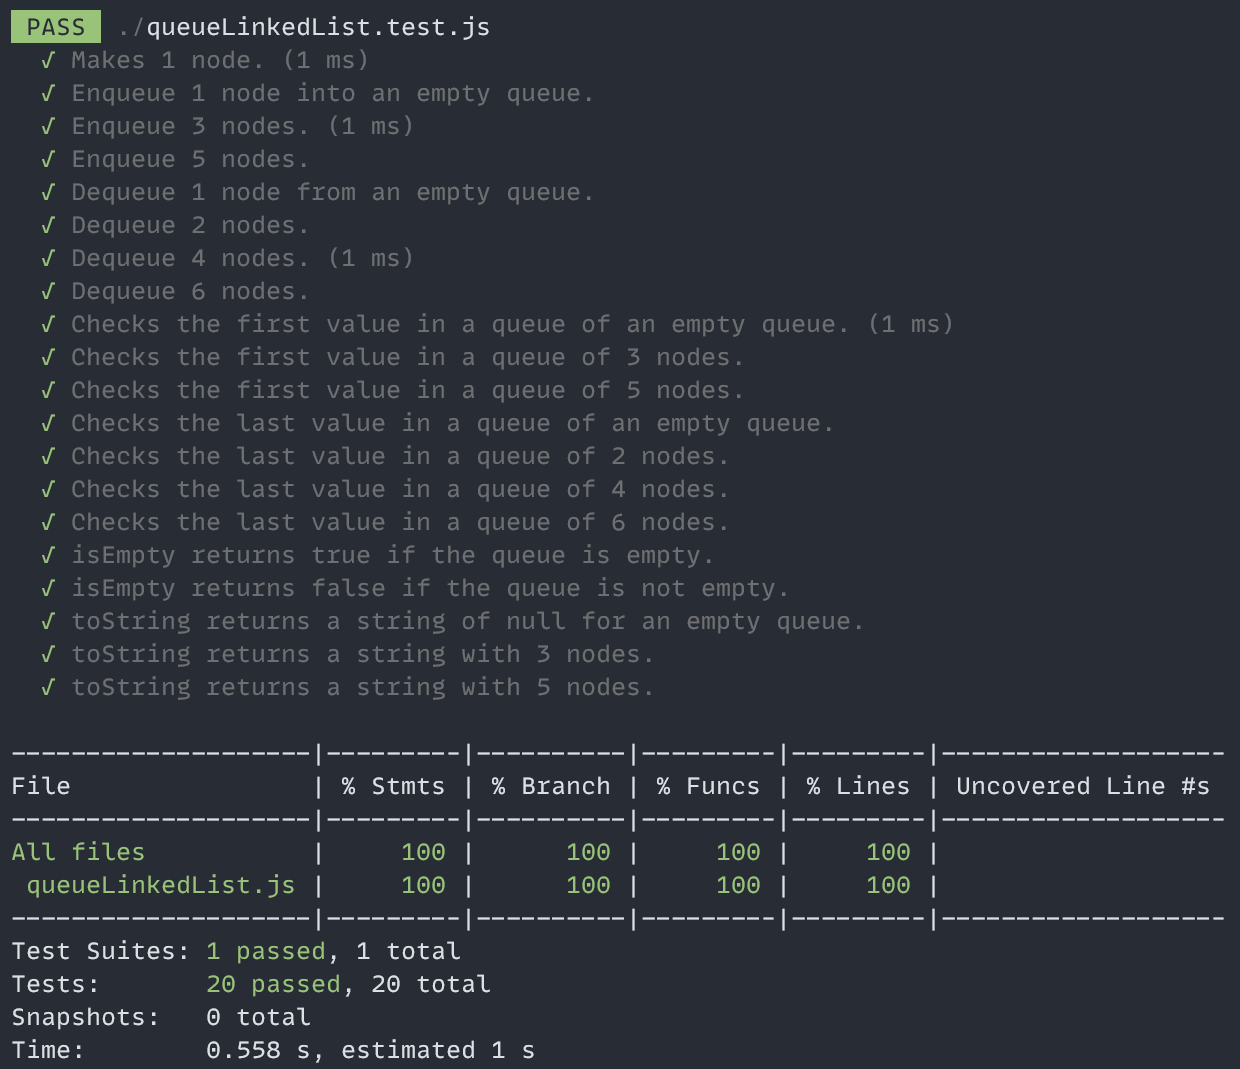 PASS ./queueLinkedList.test.js
√ Makes 1 node. (1 ms)
√ Enqueue 1 node into an empty queue.
√ Enqueue 3 nodes. (1 ms)
√ Enqueue 5 nodes.
√ Dequeue 1 node from an empty queue.
√ Dequeue 2 nodes.
√ Dequeue 4 nodes. (1 ms)
√ Dequeue 6 nodes.
√ Checks the first value in a queue of an empty queue. (1 ms)
√ Checks the first value in a queue of 3 nodes.
√ Checks the first value in a queue of 5 nodes.
√ Checks the last value in a queue of an empty queue.
√ Checks the last value in a queue of 2 nodes.
√ Checks the last value in a queue of 4 nodes.
√ Checks the last value in a queue of 6 nodes.
√ isEmpty returns true if the queue is empty.
√ isEmpty returns false if the queue is not empty.
√ toString returns a string of null for an empty queue.
√ toString returns a string with 3 nodes.
√ toString returns a string with 5 nodes.
--------------------|---------|----------|---------|---------|-------------------
File                | % Stmts | % Branch | % Funcs | % Lines | Uncovered Line #s
--------------------|---------|----------|---------|---------|-------------------
All files           |     100 |      100 |     100 |     100 |
 queueLinkedList.js |     100 |      100 |     100 |     100 |
--------------------|---------|----------|---------|---------|-------------------
Test Suites: 1 passed, 1 total
Tests:       20 passed, 20 total
Snapshots:   0 total
Time:        0.558 s, estimated 1 s